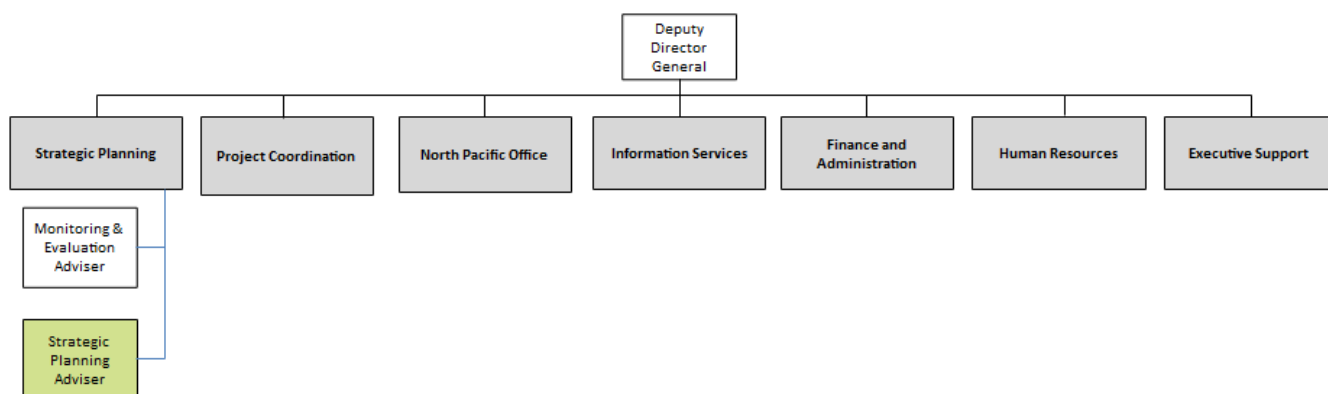 Deputy
Director
General
Strategic Planning
Project Coordination
North Pacific Office
Information Services
Finance and
Administration
Human Resources
Executive Support
Monitoring &
Evaluation
Adviser
Strategic
Planning
Adviser